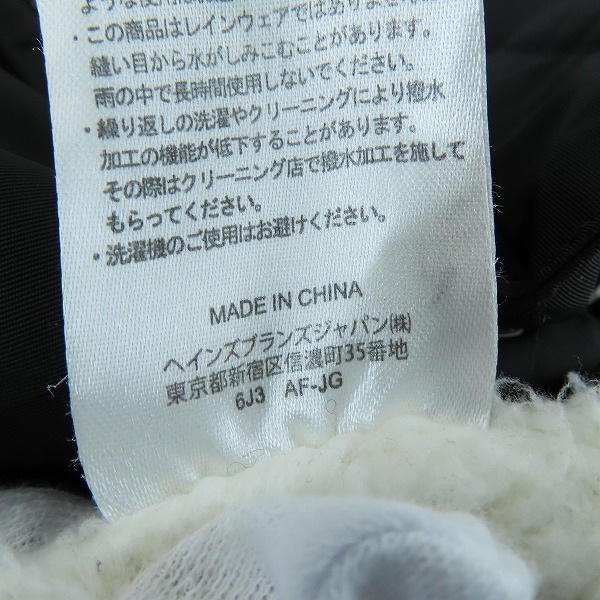 ・この商品はレインウェアではありません。
縫い目から水がしみこむことがあります。
雨の中で長時間使用しないでください。
・繰り返しの洗濯やクリーニングにより撥水
加工の機能が低下することがあります。
その際はクリーニング店で撥水加工を施して
もらってください。
・洗濯機のご使用はお避けください。
MADE IN CHINA
ヘインズブランズジャパン(株)
東京都新宿区信濃町35番地
6J3 AF-JG